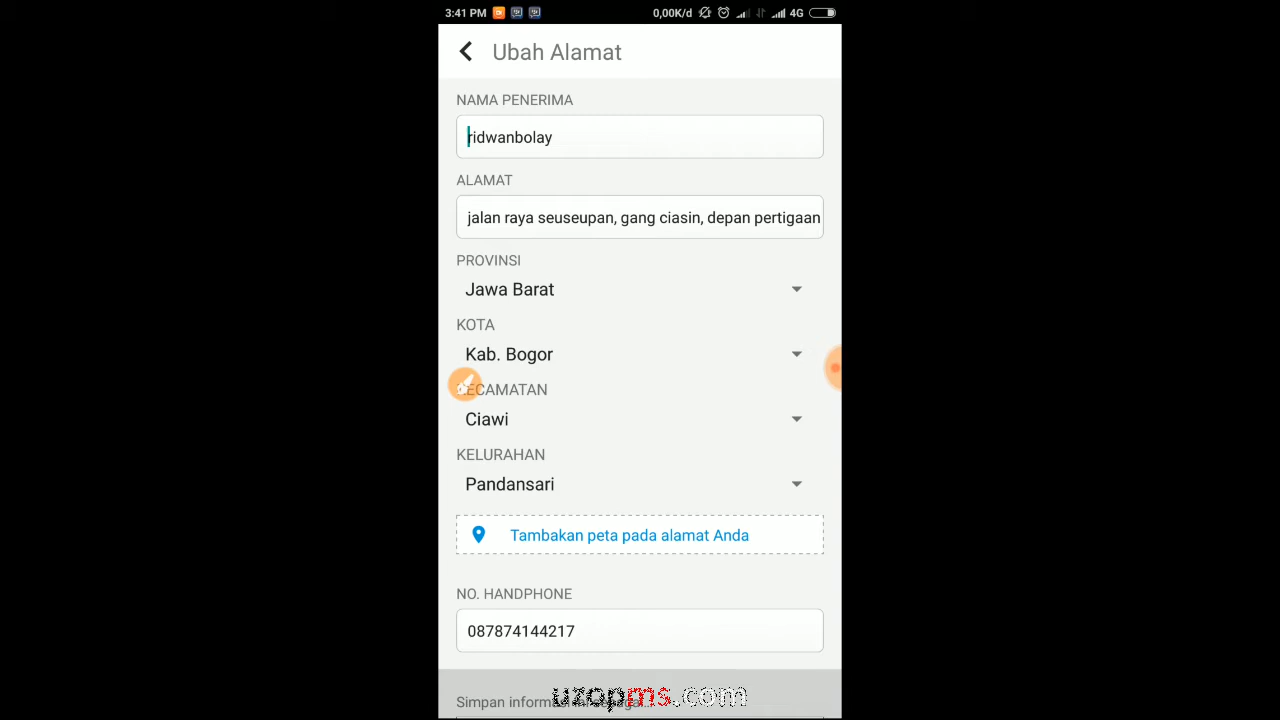 3:41 PM 0,00K/d 4G
Ubah Alamat
NAMA PENERIMA
ridwanbolay
ALAMAT
jalan raya seuseupan, gang ciasin, depan pertigaan
PROVINSI
Jawa Barat
KOTA
Kab. Bogor
KECAMATAN
Ciawi
KELURAHAN
Pandansari
Tambakan peta pada alamat Anda
NO. HANDPHONE
087874144217
Simpan
uzopms.com